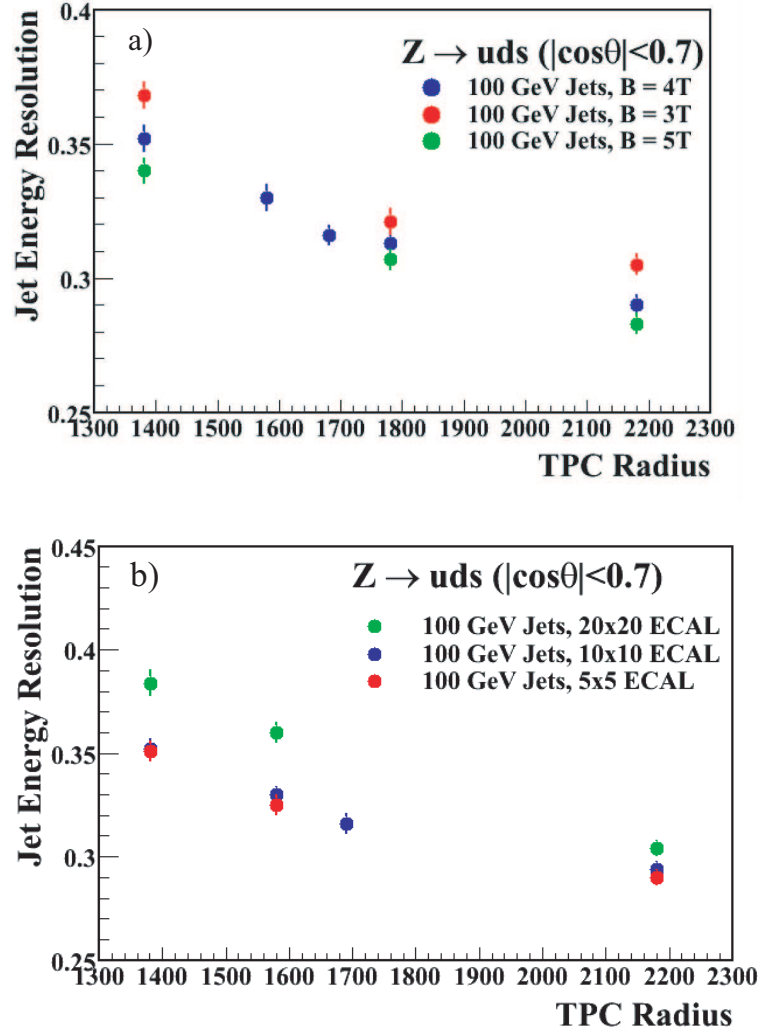 a)
Z → uds (|cosθ|<0.7)
100 GeV Jets, B = 4T
100 GeV Jets, B = 3T
100 GeV Jets, B = 5T
Jet Energy Resolution
0.4
0.35
0.3
0.25
1300 1400 1500 1600 1700 1800 1900 2000 2100 2200 2300
TPC Radius
b)
Z → uds (|cosθ|<0.7)
100 GeV Jets, 20x20 ECAL
100 GeV Jets, 10x10 ECAL
100 GeV Jets, 5x5 ECAL
Jet Energy Resolution
0.45
0.4
0.35
0.3
0.25
1300 1400 1500 1600 1700 1800 1900 2000 2100 2200 2300
TPC Radius